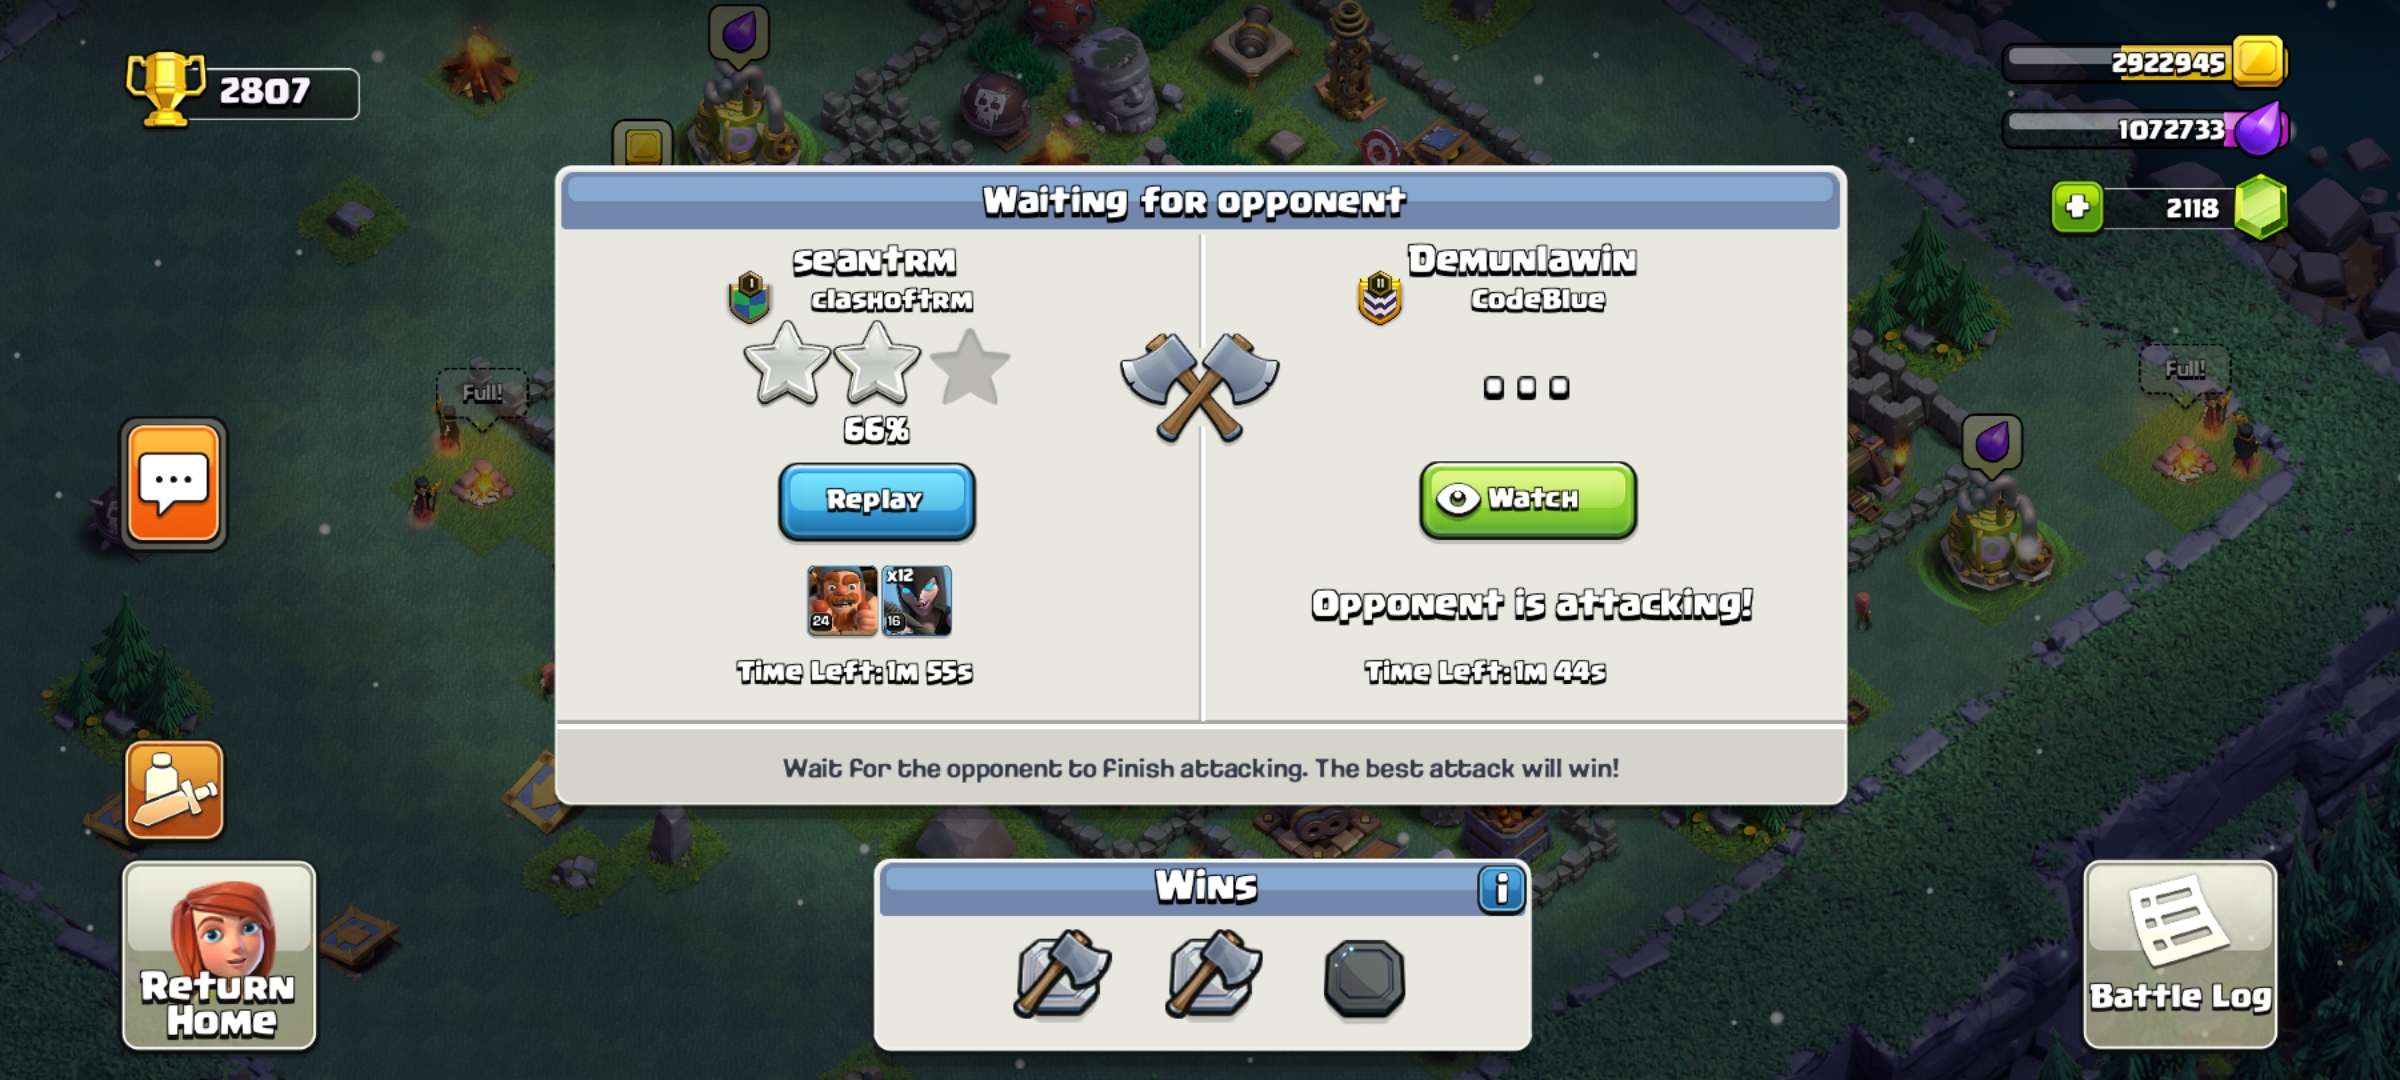 2807
2922945
1072733
2118
Full!
Full!
Waiting for opponent
seantrm
clashoftrm
1
66%
Replay
24
x12
16
Time Left: 1m 55s
Demunlawin
CodeBlue
11
Watch
Opponent is attacking!
Time Left: 1m 44s
Wait for the opponent to finish attacking. The best attack will win!
Wins
i
Return
Home
Battle Log